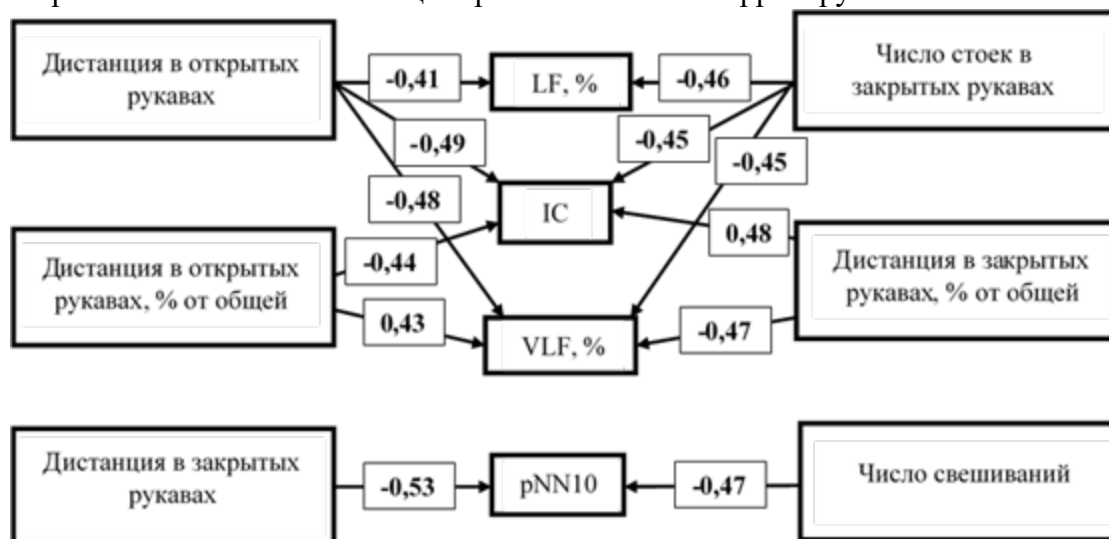 Дистанция в открытых
рукавах
-0,41
LF, %
-0,46
Число стоек в
закрытых рукавах
-0,49
-0,45
-0,45
-0,48
IC
0,48
Дистанция в открытых
рукавах, % от общей
-0,44
0,43
VLF, %
-0,47
Дистанция в закрытых
рукавах, % от общей
Дистанция в закрытых
рукавах
-0,53
pNN10
-0,47
Число свешиваний